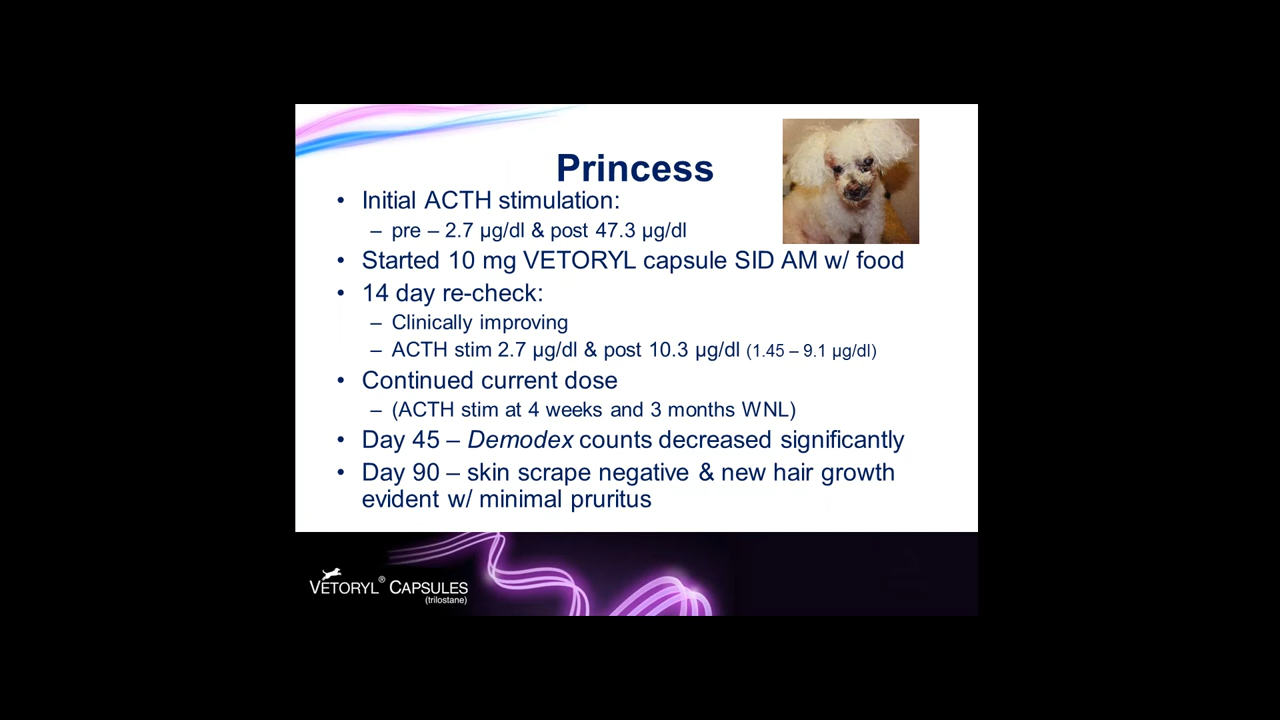 Princess
• Initial ACTH stimulation:
– pre – 2.7 µg/dl & post 47.3 µg/dl
• Started 10 mg VETORYL capsule SID AM w/ food
• 14 day re-check:
– Clinically improving
– ACTH stim 2.7 µg/dl & post 10.3 µg/dl (1.45 – 9.1 µg/dl)
• Continued current dose
– (ACTH stim at 4 weeks and 3 months WNL)
• Day 45 – Demodex counts decreased significantly
• Day 90 – skin scrape negative & new hair growth
evident w/ minimal pruritus
VETORYL® CAPSULES
(trilostane)